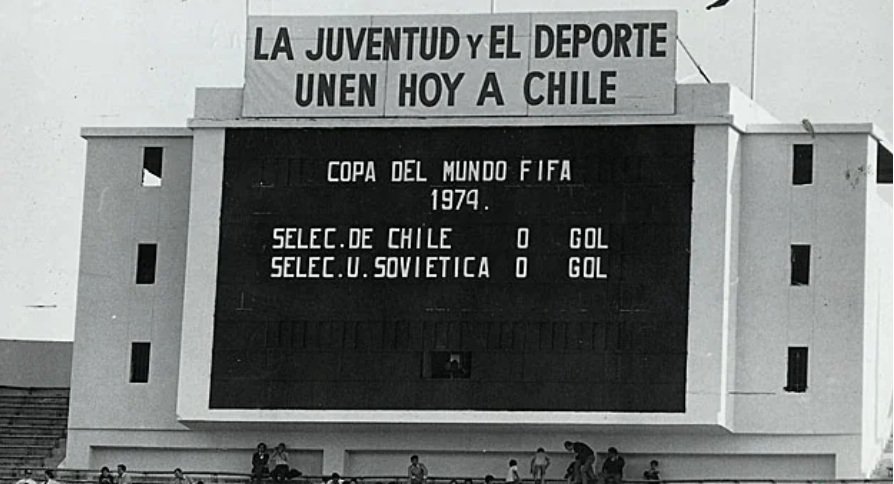 LA JUVENTUD Y EL DEPORTE
UNEN HOY A CHILE
COPA DEL MUNDO FIFA
1974.
SELEC.DE CHILE 0 GOL
SELEC.U.SOVIETICA 0 GOL